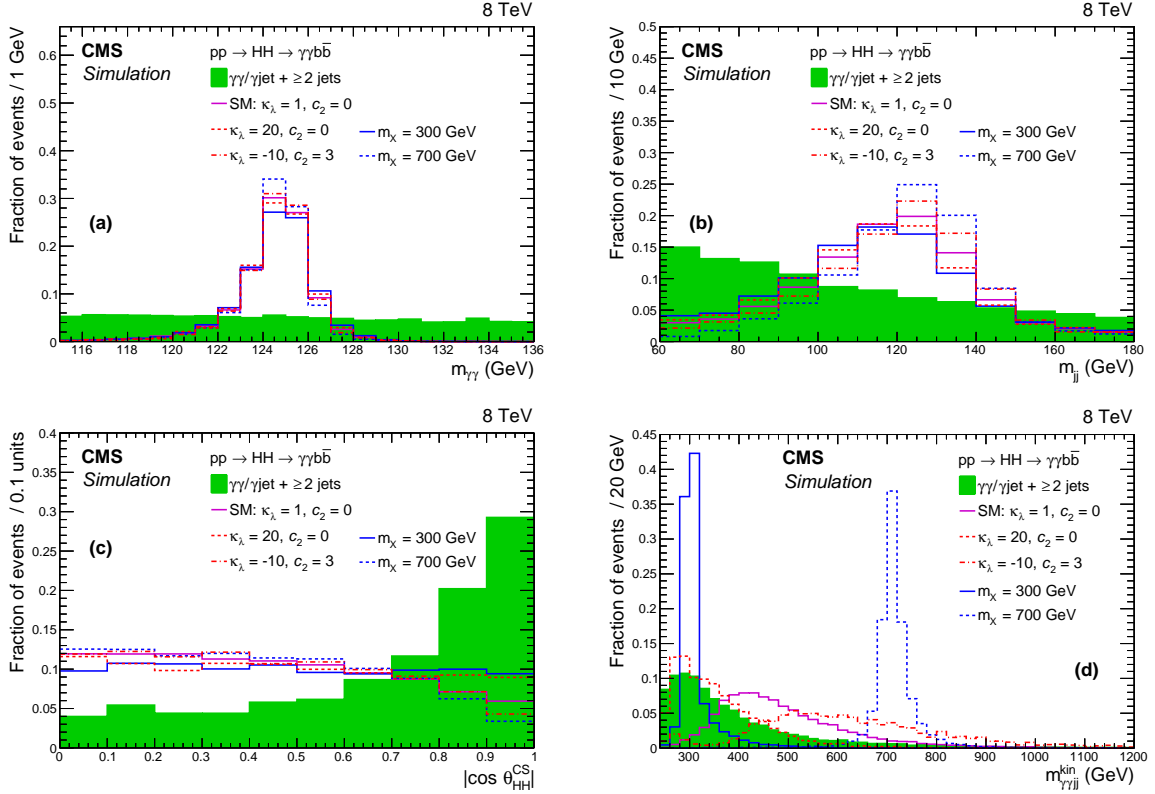 8 TeV
CMS
Simulation
pp → HH → γγbb̄
γγ/γjet + ≥2 jets
SM: κλ = 1, c₂ = 0
κλ = 20, c₂ = 0
κλ = -10, c₂ = 3
mX = 300 GeV
mX = 700 GeV
(a)
Fraction of events / 1 GeV
0
0.1
0.2
0.3
0.4
0.5
0.6
116 118 120 122 124 126 128 130 132 134 136
mγγ (GeV)
8 TeV
CMS
Simulation
pp → HH → γγbb̄
γγ/γjet + ≥2 jets
SM: κλ = 1, c₂ = 0
κλ = 20, c₂ = 0
κλ = -10, c₂ = 3
mX = 300 GeV
mX = 700 GeV
(b)
Fraction of events / 10 GeV
0
0.05
0.1
0.15
0.2
0.25
0.3
0.35
0.4
0.45
0.5
60 80 100 120 140 160 180
mjj (GeV)
8 TeV
CMS
Simulation
pp → HH → γγbb̄
γγ/γjet + ≥2 jets
SM: κλ = 1, c₂ = 0
κλ = 20, c₂ = 0
κλ = -10, c₂ = 3
mX = 300 GeV
mX = 700 GeV
(c)
Fraction of events / 0.1 units
0
0.05
0.1
0.15
0.2
0.25
0.3
0.35
0.4
0 0.1 0.2 0.3 0.4 0.5 0.6 0.7 0.8 0.9 1
|cos θ^CS_HH|
8 TeV
CMS
Simulation
pp → HH → γγbb̄
γγ/γjet + ≥2 jets
SM: κλ = 1, c₂ = 0
κλ = 20, c₂ = 0
κλ = -10, c₂ = 3
mX = 300 GeV
mX = 700 GeV
(d)
Fraction of events / 20 GeV
0
0.05
0.1
0.15
0.2
0.25
0.3
0.35
0.4
0.45
300 400 500 600 700 800 900 1000 1100 1200
m^kin_γγjj (GeV)